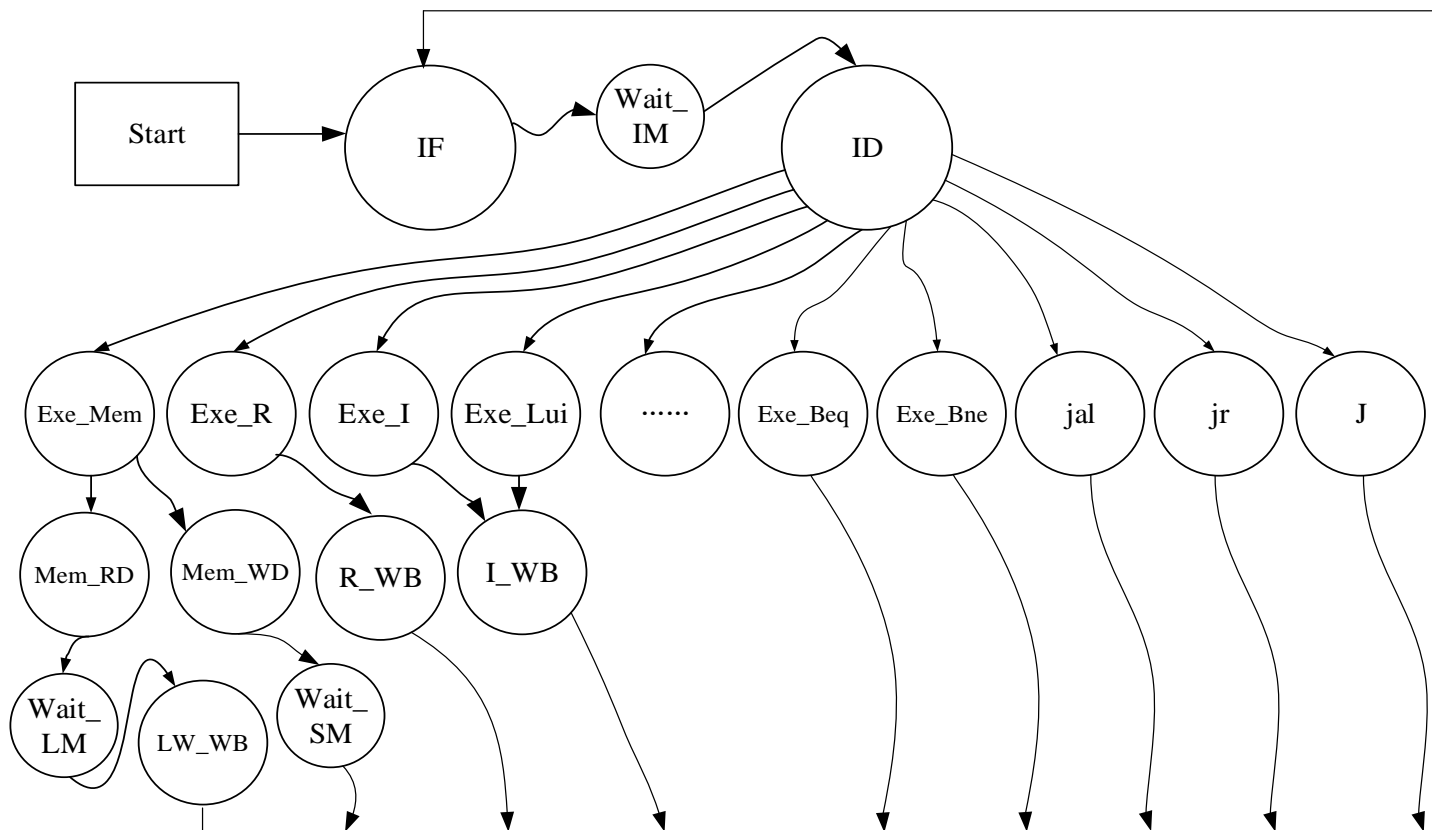 Start
IF
Wait_
IM
ID
Exe_Mem
Exe_R
Exe_I
Exe_Lui
······
Exe_Beq
Exe_Bne
jal
jr
J
Mem_RD
Mem_WD
R_WB
I_WB
Wait_
LM
LW_WB
Wait_
SM